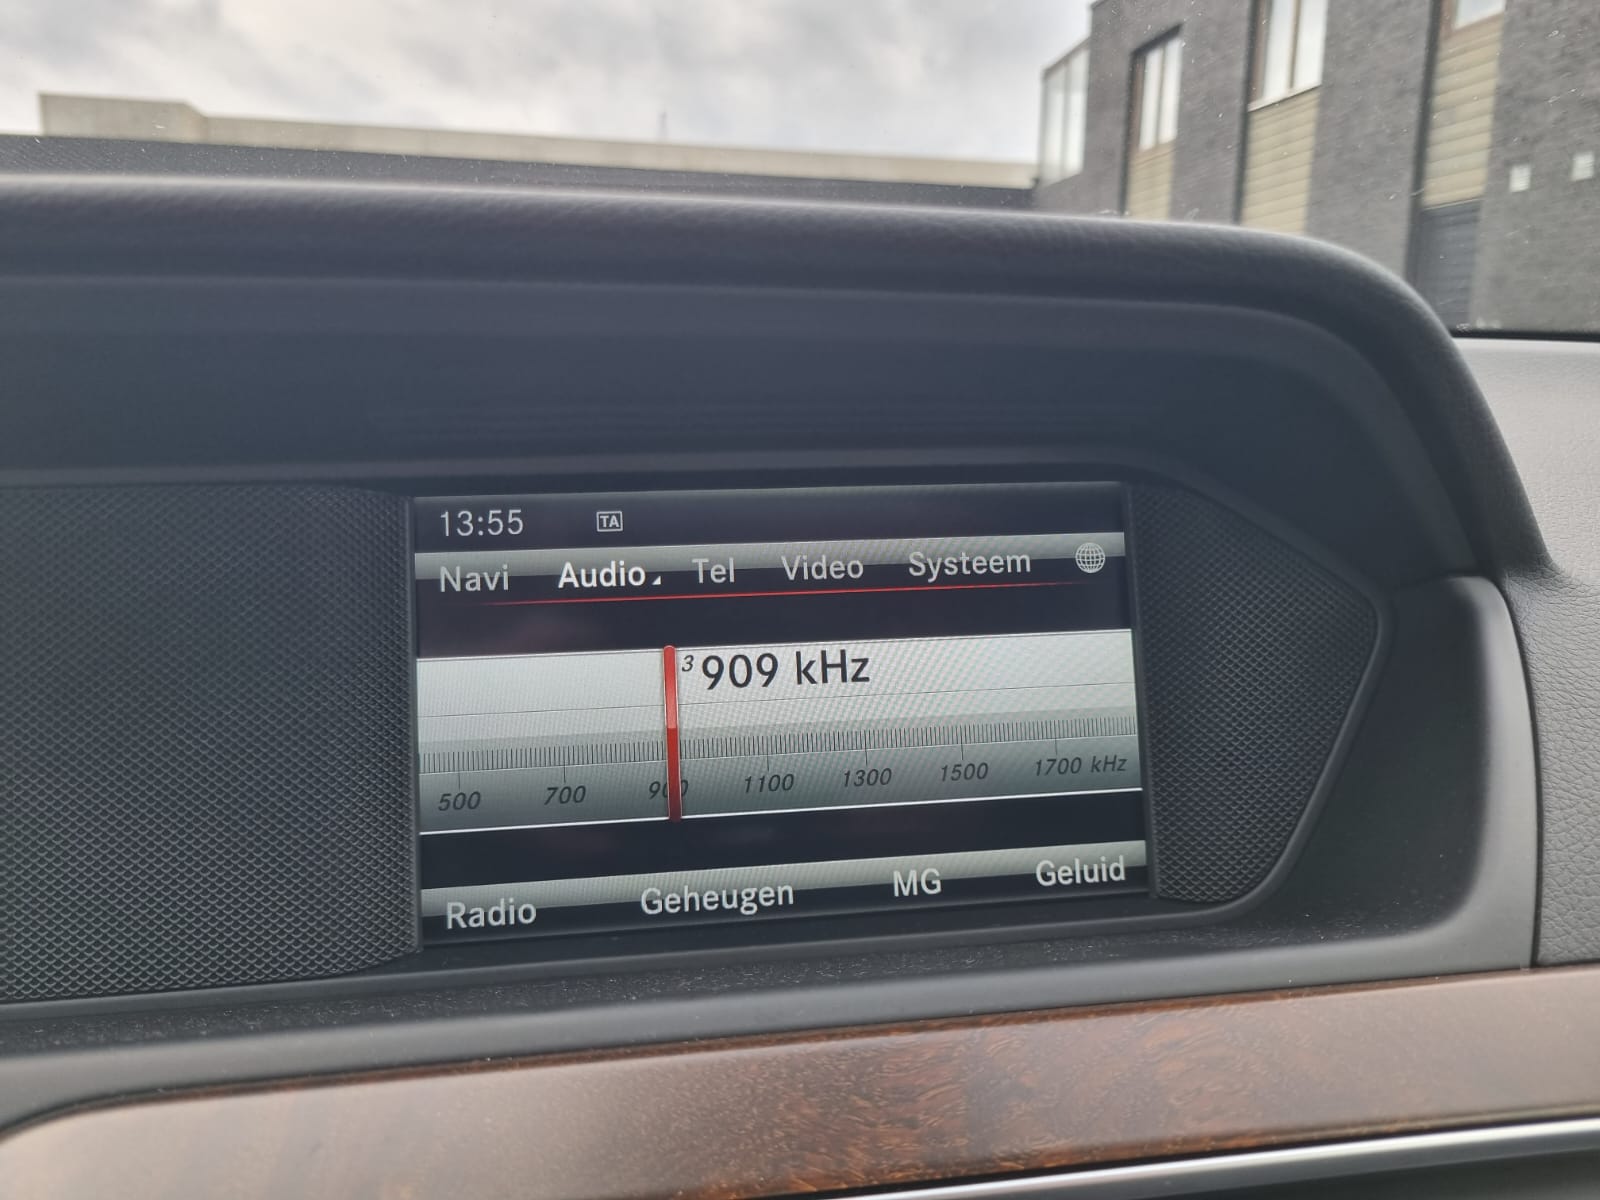 13:55 TA
Navi Audio Tel Video Systeem
3 909 kHz
500 700 900 1100 1300 1500 1700 kHz
Radio Geheugen MG Geluid